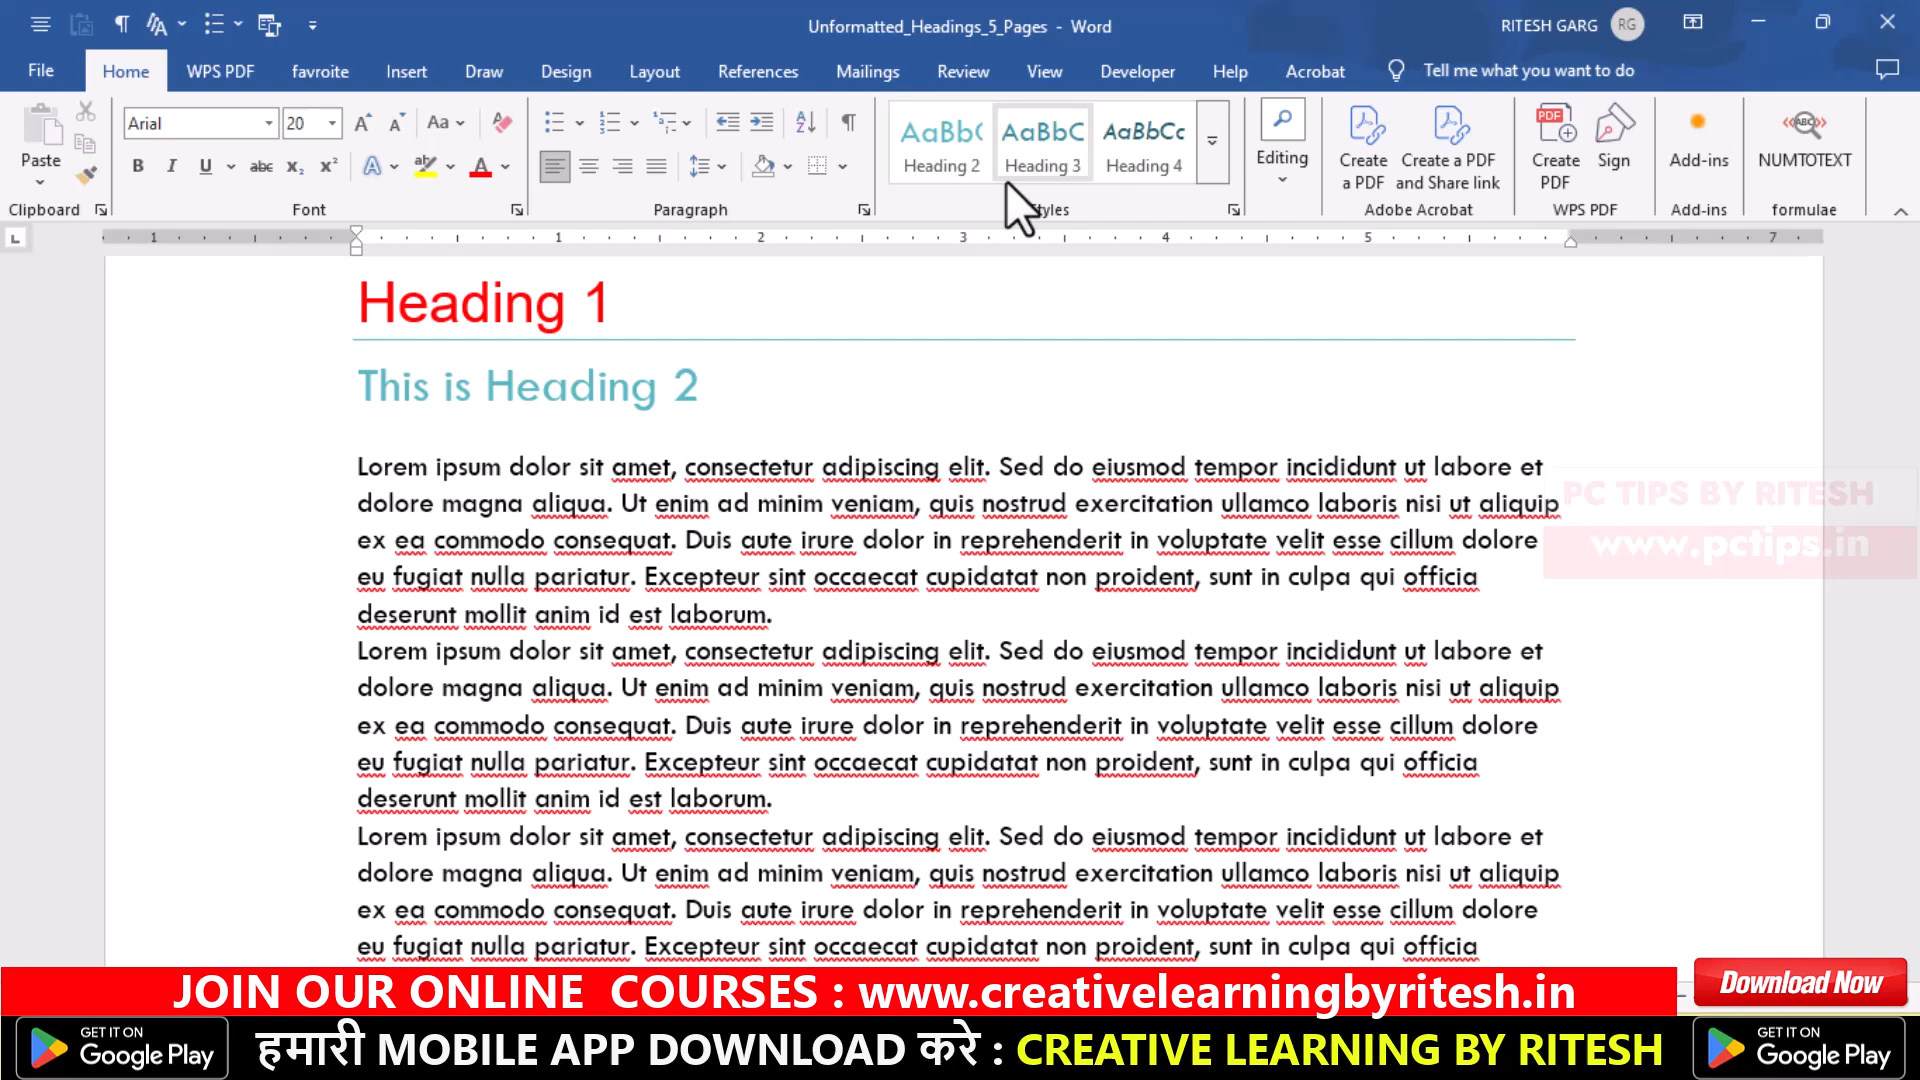 Unformatted_Headings_5_Pages - Word
RITESH GARG RG
File Home WPS PDF favroite Insert Draw Design Layout References Mailings Review View Developer Help Acrobat Tell me what you want to do
Arial 20 Aa
AaBbC AaBbC AaBbCc
Paste
B I U abc x₂ x² A ab A
Heading 2 Heading 3 Heading 4
Editing
Create a PDF
Create a PDF and Share link
PDF
Create PDF
Sign
Add-ins
ABC
NUMTOTEXT
Clipboard Font Paragraph Adobe Acrobat WPS PDF Add-ins formulae
1 1 2 3 4 5 7
Heading 1
This is Heading 2
Lorem ipsum dolor sit amet, consectetur adipiscing elit. Sed do eiusmod tempor incididunt ut labore et
dolore magna aliqua. Ut enim ad minim veniam, quis nostrud exercitation ullamco laboris nisi ut aliquip
ex ea commodo consequat. Duis aute irure dolor in reprehenderit in voluptate velit esse cillum dolore
eu fugiat nulla pariatur. Excepteur sint occaecat cupidatat non proident, sunt in culpa qui officia
deserunt mollit anim id est laborum.
Lorem ipsum dolor sit amet, consectetur adipiscing elit. Sed do eiusmod tempor incididunt ut labore et
dolore magna aliqua. Ut enim ad minim veniam, quis nostrud exercitation ullamco laboris nisi ut aliquip
ex ea commodo consequat. Duis aute irure dolor in reprehenderit in voluptate velit esse cillum dolore
eu fugiat nulla pariatur. Excepteur sint occaecat cupidatat non proident, sunt in culpa qui officia
deserunt mollit anim id est laborum.
Lorem ipsum dolor sit amet, consectetur adipiscing elit. Sed do eiusmod tempor incididunt ut labore et
dolore magna aliqua. Ut enim ad minim veniam, quis nostrud exercitation ullamco laboris nisi ut aliquip
ex ea commodo consequat. Duis aute irure dolor in reprehenderit in voluptate velit esse cillum dolore
eu fugiat nulla pariatur. Excepteur sint occaecat cupidatat non proident, sunt in culpa qui officia
PC TIPS BY RITESH
www.pctips.in
JOIN OUR ONLINE COURSES : www.creativelearningbyritesh.in
Download Now
GET IT ON
Google Play
हमारी MOBILE APP DOWNLOAD करे : CREATIVE LEARNING BY RITESH
GET IT ON
Google Play